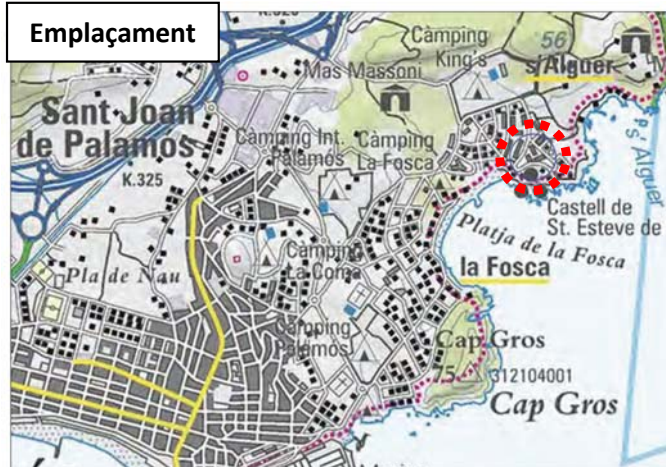 Emplaçament
56
Càmping
King's
s'Alguer
Mas Massoni
Sant Joan
de Palamós
Càmping Int.
Palamós
Càmping
La Fosca
K.325
Ps. Alguer
Castell de
St. Esteve de
Platja de la Fosca
la Fosca
Pla de Nau
Càmping
La Coma
Càmping
Palamós
Cap Gros
75
312104001
Cap Gros